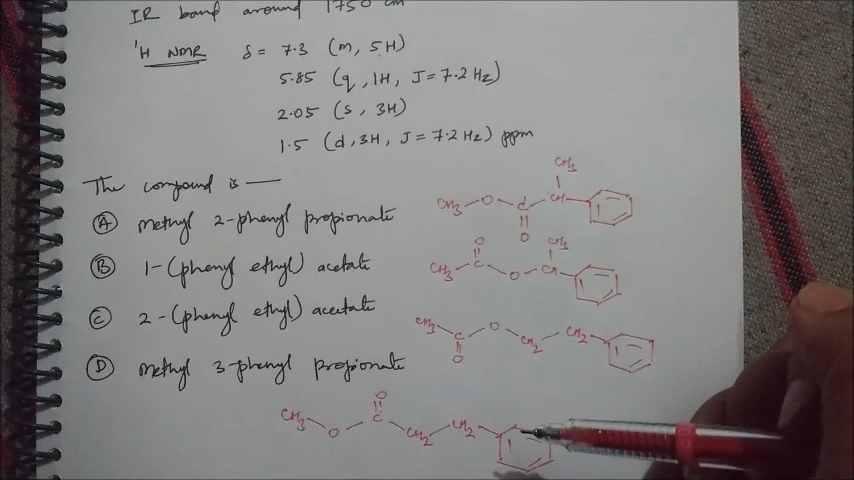 IR band around 1750 cm
¹H NMR δ = 7.3 (m, 5H)
5.85 (q, 1H, J = 7.2 Hz)
2.05 (s, 3H)
1.5 (d, 3H, J = 7.2 Hz) ppm
The compound is —
(A) Methyl 2-phenyl propionate
(B) 1-(phenyl ethyl) acetate
(C) 2-(phenyl ethyl) acetate
(D) Methyl 3-phenyl propionate
CH3
CH3 O C CH
O
O CH3
CH3 C O CH
CH3 C O CH2 CH2
O
O
CH3 O C CH2 CH2